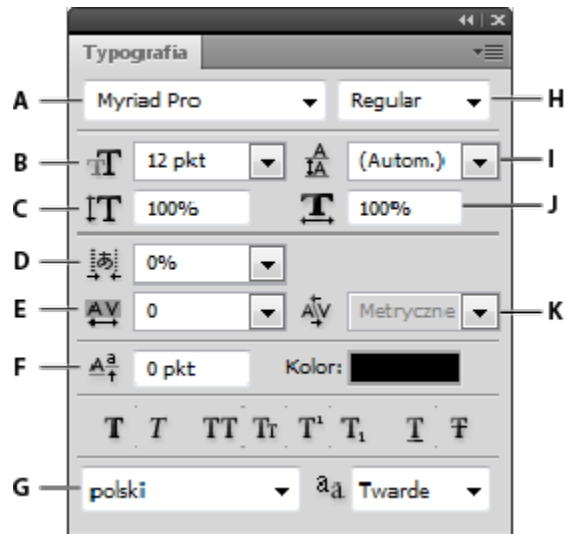 Typografia
A Myriad Pro Regular H
B 12 pkt (Autom.) I
C 100% 100% J
D 0%
E 0 Metryczne K
F 0 pkt Kolor:
T T TT Tt T¹ T₁ T T
G polski aa Twarde